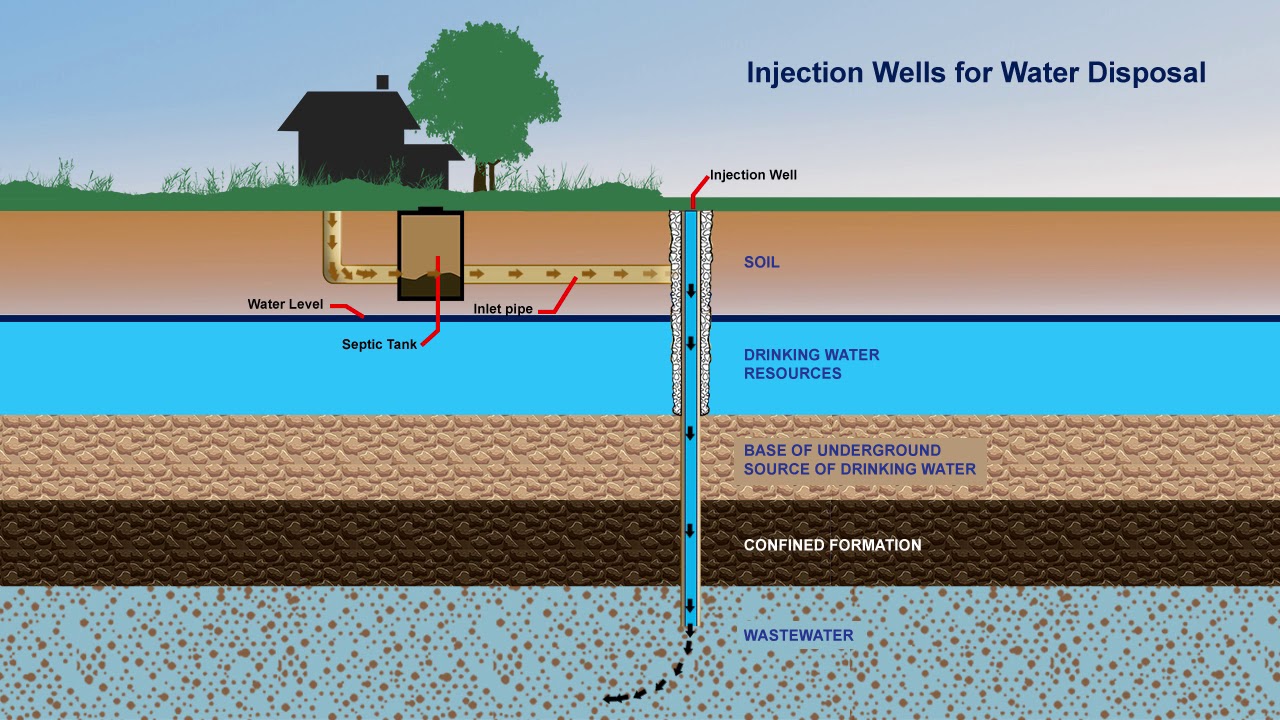 Injection Wells for Water Disposal
Injection Well
SOIL
Water Level
Inlet pipe
Septic Tank
DRINKING WATER
RESOURCES
BASE OF UNDERGROUND
SOURCE OF DRINKING WATER
CONFINED FORMATION
WASTEWATER